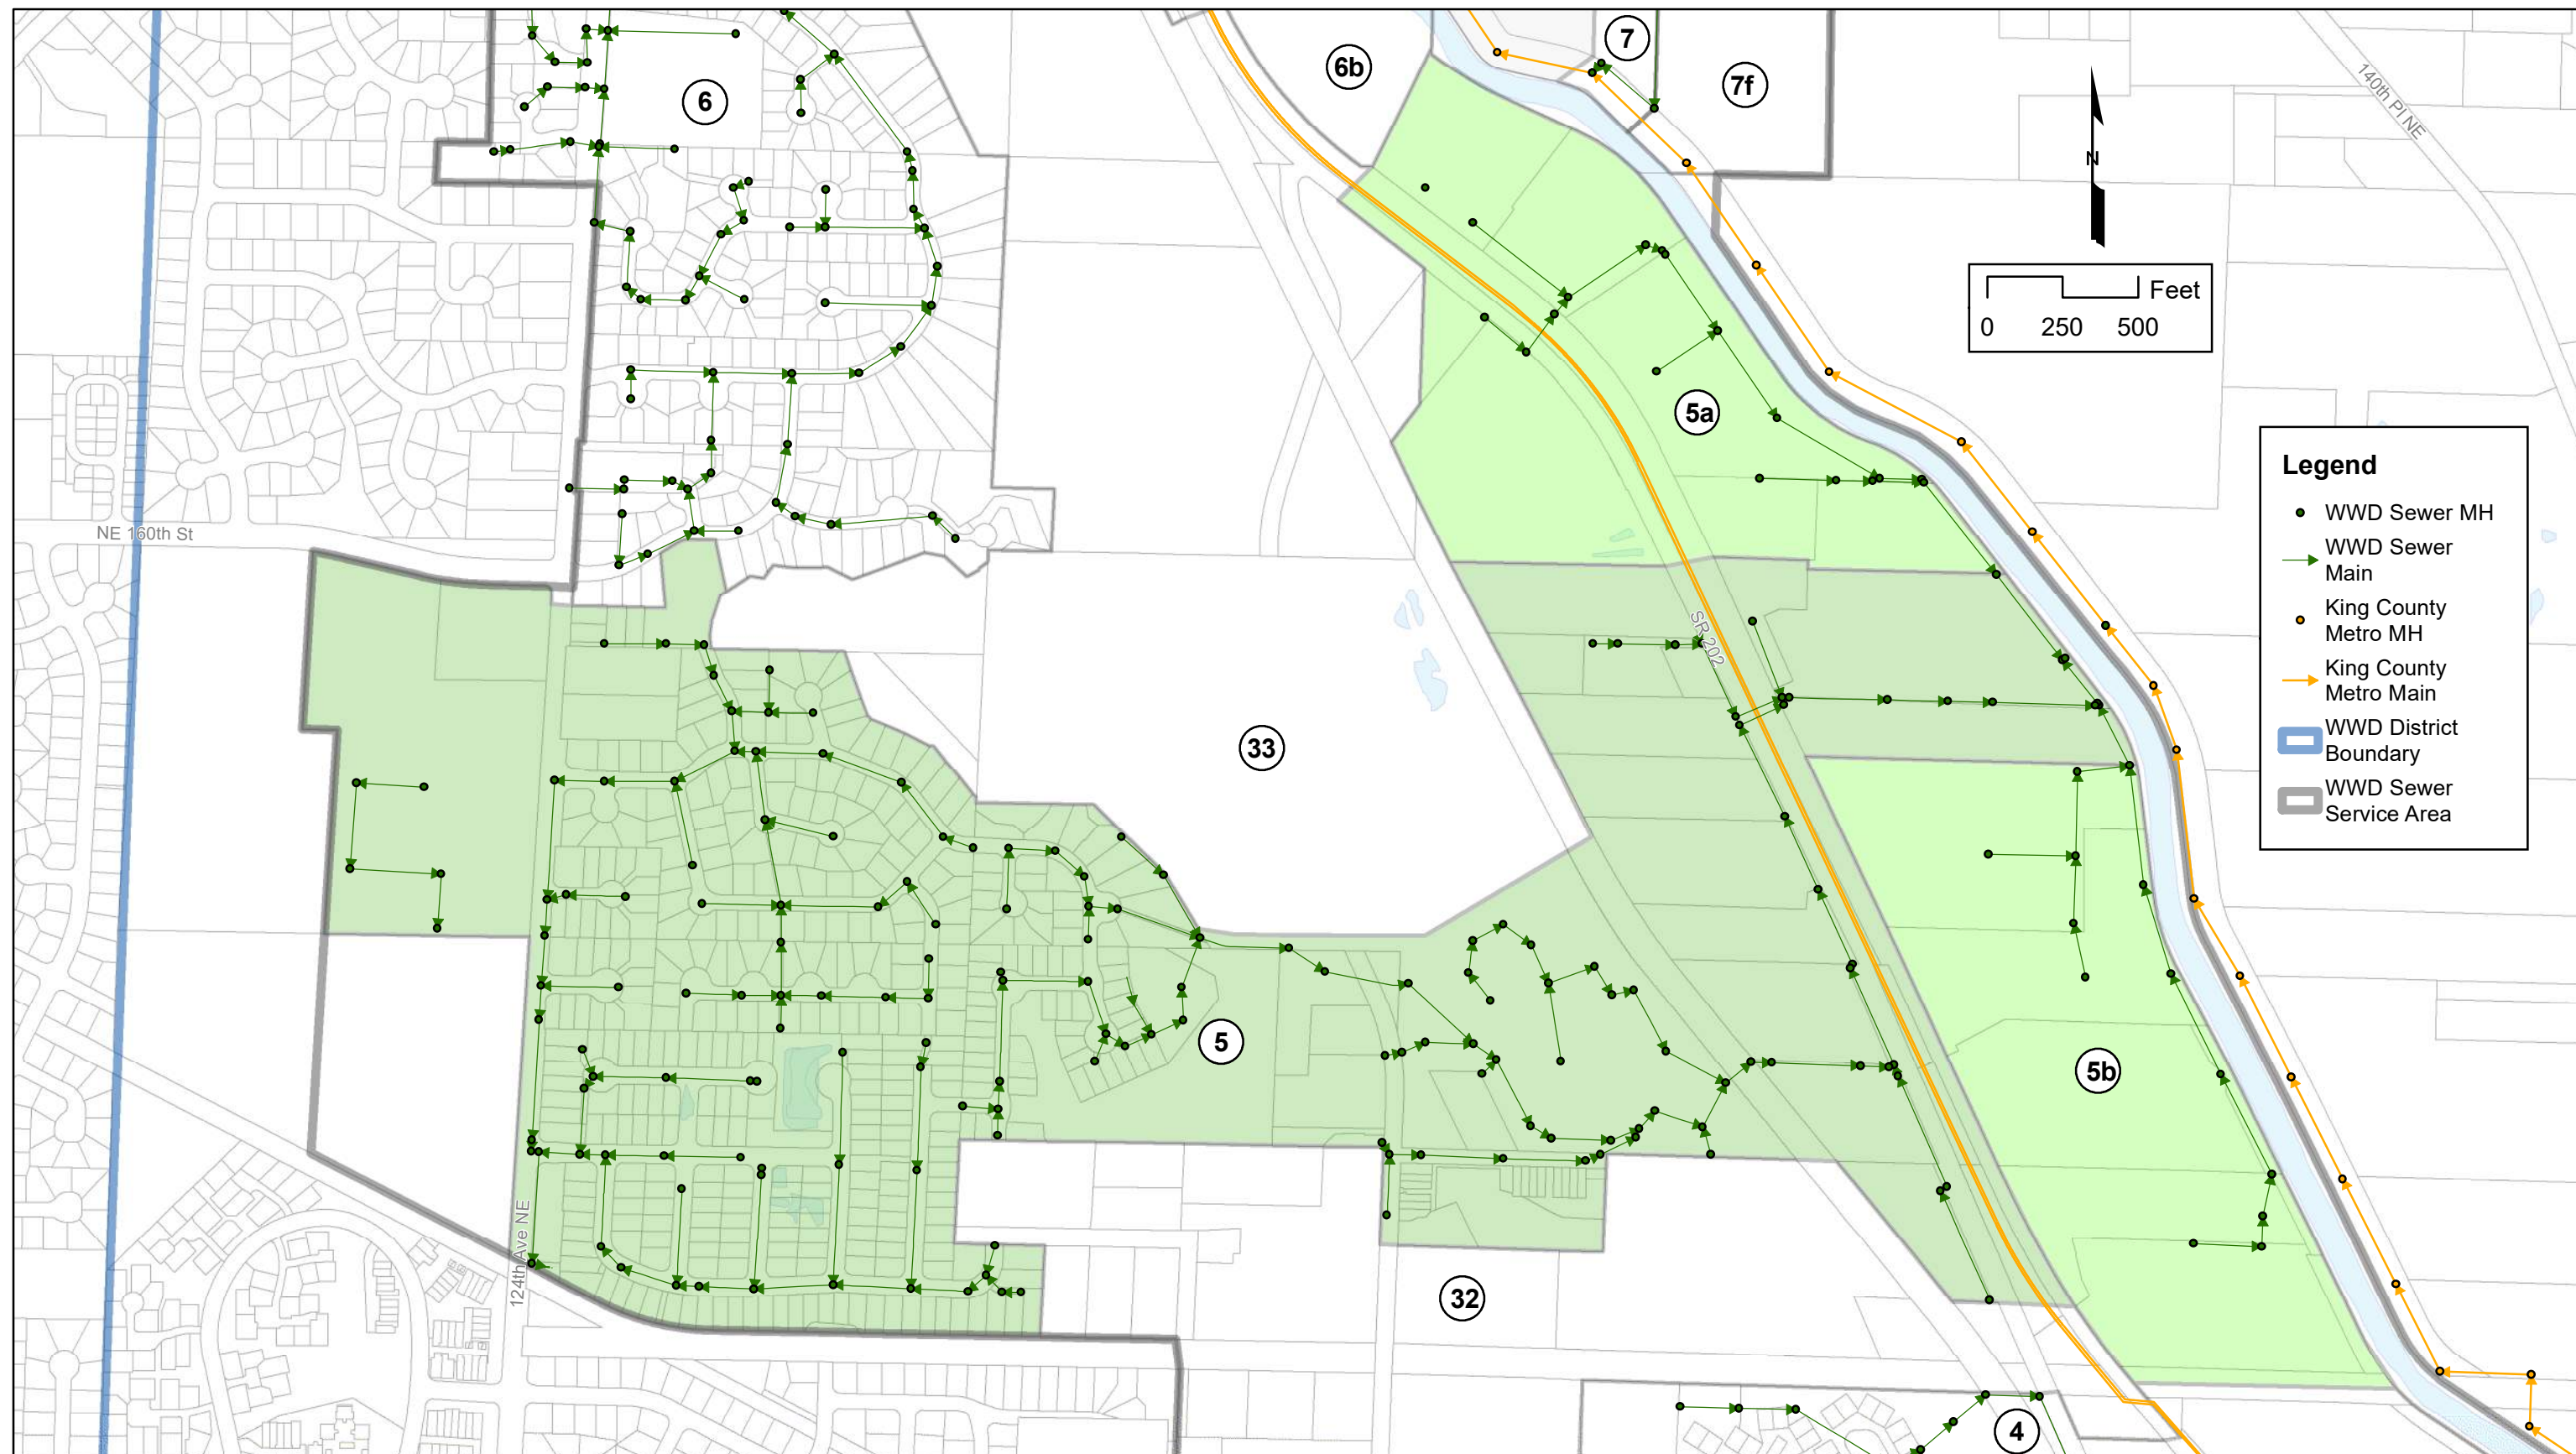 7
6b
7f
6
140th Pl NE
N
Feet
0 250 500
5a
Legend
WWD Sewer MH
WWD Sewer
Main
King County
Metro MH
King County
Metro Main
WWD District
Boundary
WWD Sewer
Service Area
NE 160th St
SR 202
33
5
5b
124th Ave NE
32
4